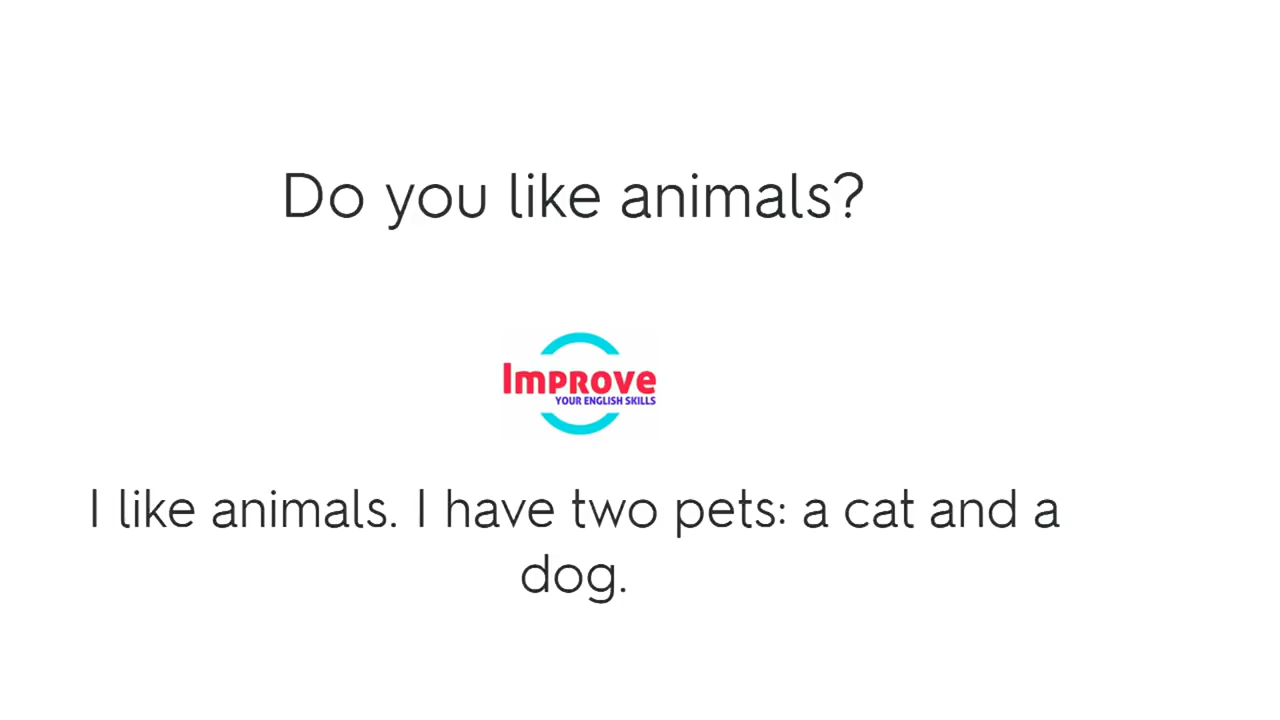 Do you like animals?
Improve
YOUR ENGLISH SKILLS
I like animals. I have two pets: a cat and a
dog.